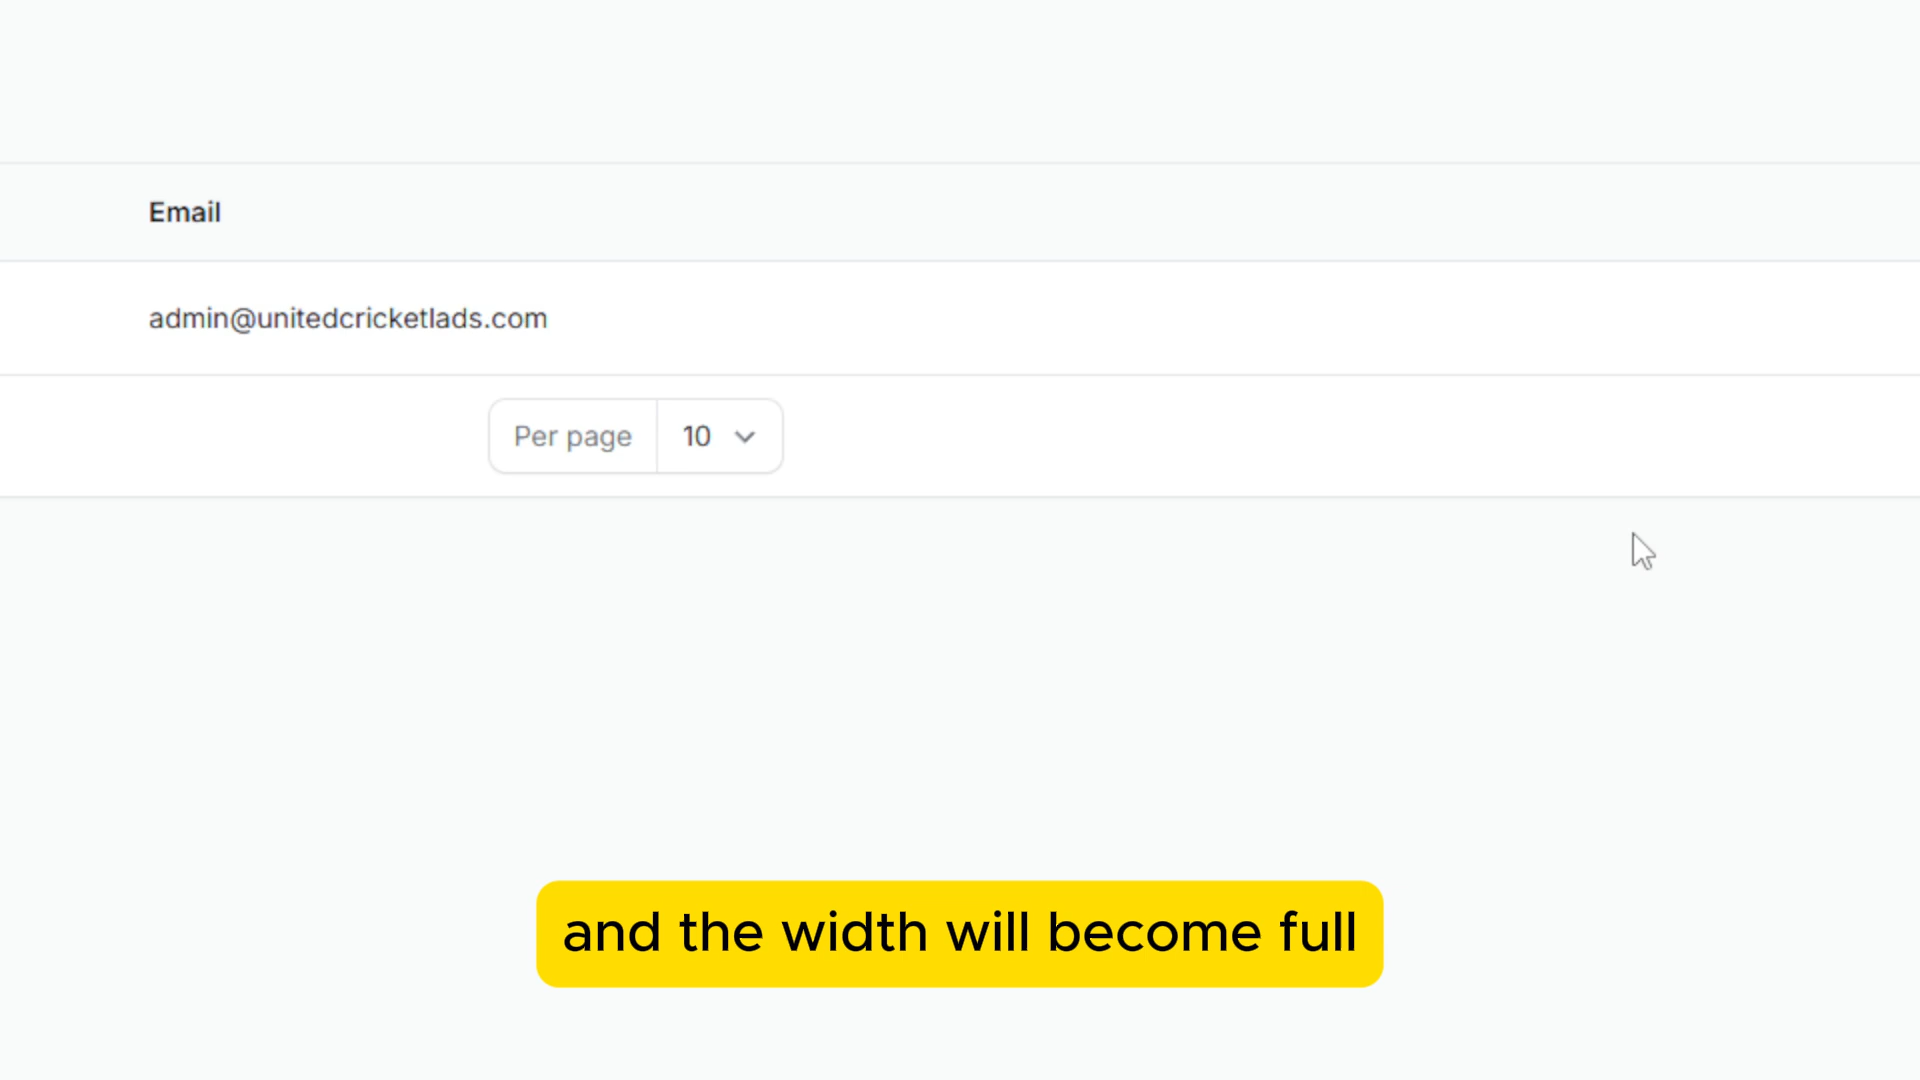 Email
admin@unitedcricketlads.com
Per page 10
and the width will become full